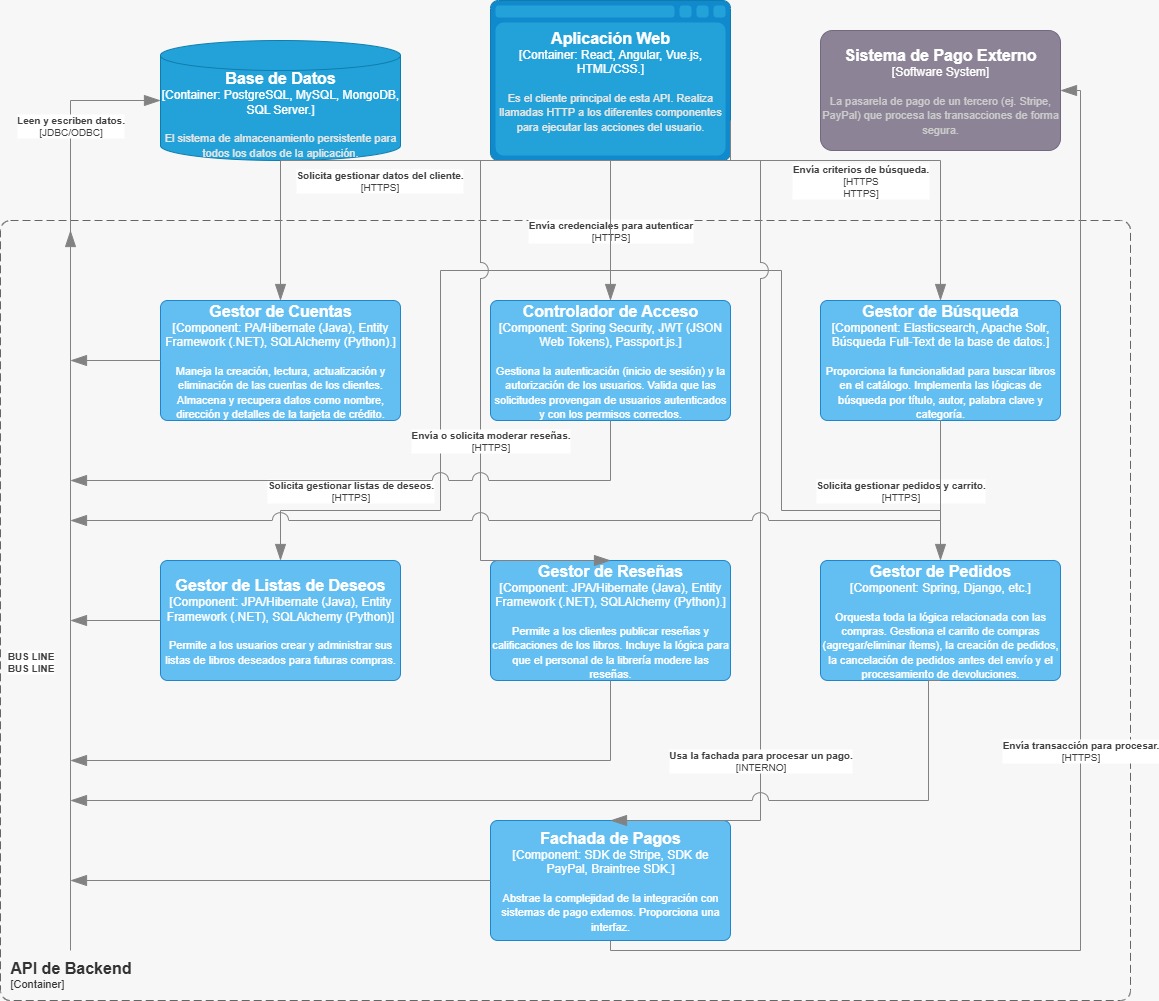 Aplicación Web
[Container: React, Angular, Vue.js,
HTML/CSS.]
Es el cliente principal de esta API. Realiza
llamadas HTTP a los diferentes componentes
para ejecutar las acciones del usuario.
Base de Datos
[Container: PostgreSQL, MySQL, MongoDB,
SQL Server.]
El sistema de almacenamiento persistente para
todos los datos de la aplicación.
Sistema de Pago Externo
[Software System]
La pasarela de pago de un tercero (ej. Stripe,
PayPal) que procesa las transacciones de forma
segura.
Leen y escriben datos.
[JDBC/ODBC]
Solicita gestionar datos del cliente.
[HTTPS]
Envía criterios de búsqueda.
[HTTPS
HTTPS]
Envía credenciales para autenticar
[HTTPS]
Gestor de Cuentas
[Component: PA/Hibernate (Java), Entity
Framework (.NET), SQLAlchemy (Python).]
Maneja la creación, lectura, actualización y
eliminación de las cuentas de los clientes.
Almacena y recupera datos como nombre,
dirección y detalles de la tarjeta de crédito.
Controlador de Acceso
[Component: Spring Security, JWT (JSON
Web Tokens), Passport.js.]
Gestiona la autenticación (inicio de sesión) y la
autorización de los usuarios. Valida que las
solicitudes provengan de usuarios autenticados
y con los permisos correctos.
Gestor de Búsqueda
[Component: Elasticsearch, Apache Solr,
Búsqueda Full-Text de la base de datos.]
Proporciona la funcionalidad para buscar libros
en el catálogo. Implementa las lógicas de
búsqueda por título, autor, palabra clave y
categoría.
Envía o solicita moderar reseñas.
[HTTPS]
Solicita gestionar listas de deseos.
[HTTPS]
Solicita gestionar pedidos y carrito.
[HTTPS]
Gestor de Listas de Deseos
[Component: JPA/Hibernate (Java), Entity
Framework (.NET), SQLAlchemy (Python)]
Permite a los usuarios crear y administrar sus
listas de libros deseados para futuras compras.
Gestor de Reseñas
[Component: JPA/Hibernate (Java), Entity
Framework (.NET), SQLAlchemy (Python).]
Permite a los clientes publicar reseñas y
calificaciones de los libros. Incluye la lógica para
que el personal de la librería modere las
reseñas.
Gestor de Pedidos
[Component: Spring, Django, etc.]
Orquesta toda la lógica relacionada con las
compras. Gestiona el carrito de compras
(agregar/eliminar ítems), la creación de pedidos,
la cancelación de pedidos antes del envío y el
procesamiento de devoluciones.
BUS LINE
BUS LINE
Usa la fachada para procesar un pago.
[INTERNO]
Envía transacción para procesar.
[HTTPS]
Fachada de Pagos
[Component: SDK de Stripe, SDK de
PayPal, Braintree SDK.]
Abstrae la complejidad de la integración con
sistemas de pago externos. Proporciona una
interfaz.
API de Backend
[Container]